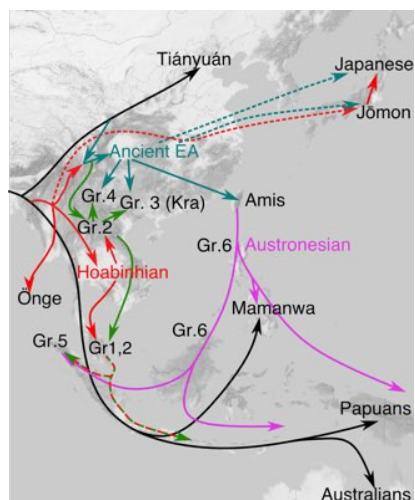 Tiányuán
Japanese
Jōmon
Ancient EA
Gr.4
Gr. 3 (Kra)
Amis
Gr.2
Gr.6
Austronesian
Hoabinhian
Önge
Mamanwa
Gr.6
Gr.5
Gr1,2
Papuans
Australians